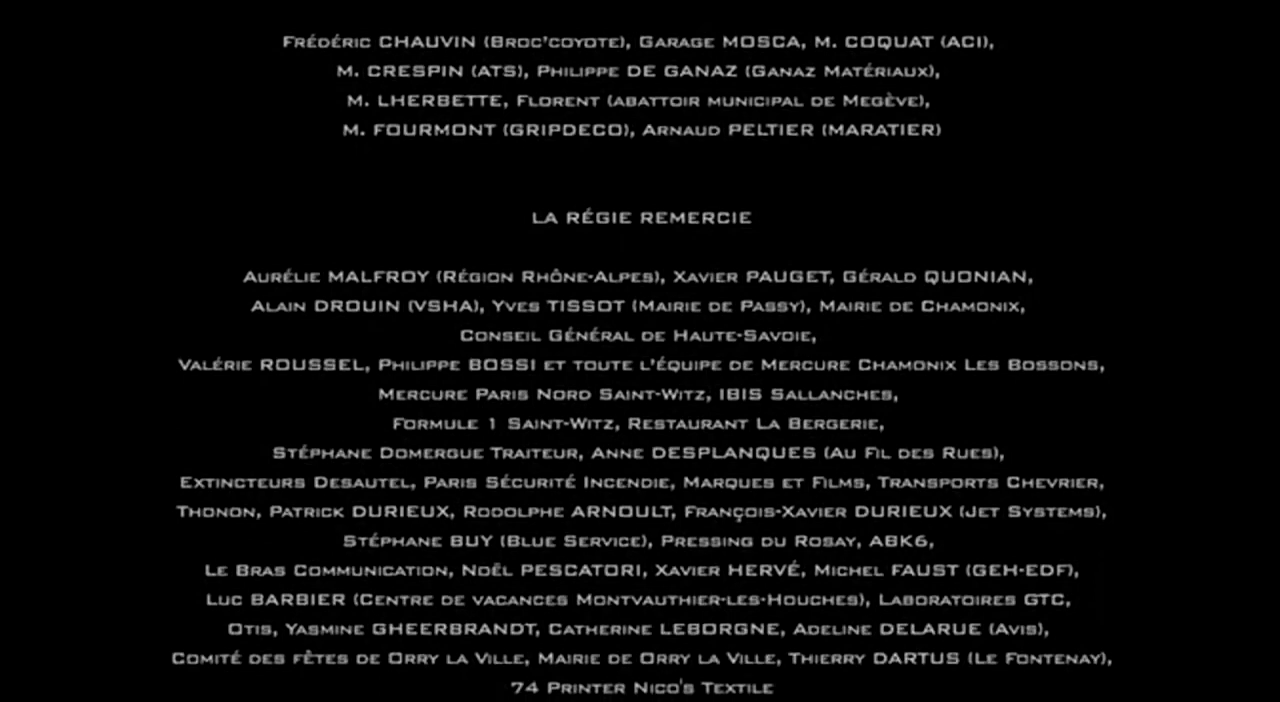 Frédéric CHAUVIN (Broc'coyote), Garage MOSCA, M. COQUAT (ACI),
M. CRESPIN (ATS), Philippe DE GANAZ (Ganaz Matériaux),
M. LHERBETTE, Florent (abattoir municipal de Megève),
M. FOURMONT (GRIPDECO), Arnaud PELTIER (MARATIER)
LA RÉGIE REMERCIE
Aurélie MALFROY (Région Rhône-Alpes), Xavier PAUGET, Gérald QUONIAN,
Alain DROUIN (VSHA), Yves TISSOT (Mairie de Passy), Mairie de Chamonix,
Conseil Général de Haute-Savoie,
Valérie ROUSSEL, Philippe BOSSI et toute l'équipe de Mercure Chamonix Les Bossons,
Mercure Paris Nord Saint-Witz, IBIS Sallanches,
Formule 1 Saint-Witz, Restaurant La Bergerie,
Stéphane Domergue Traiteur, Anne DESPLANQUES (Au Fil des Rues),
Extincteurs Desautel, Paris Sécurité Incendie, Marques et Films, Transports Chevrier,
Thonon, Patrick DURIEUX, Rodolphe ARNOULT, François-Xavier DURIEUX (Jet Systems),
Stéphane BUY (Blue Service), Pressing du Rosay, ABK6,
Le Bras Communication, Noël PESCATORI, Xavier HERVÉ, Michel FAUST (GEH-EDF),
Luc BARBIER (Centre de vacances Montvauthier-les-Houches), Laboratoires GTC,
Otis, Yasmine GHEERBRANDT, Catherine LEBORGNE, Adeline DELARUE (Avis),
Comité des fêtes de Orry la Ville, Mairie de Orry la Ville, Thierry DARTUS (Le Fontenay),
74 Printer Nico's Textile